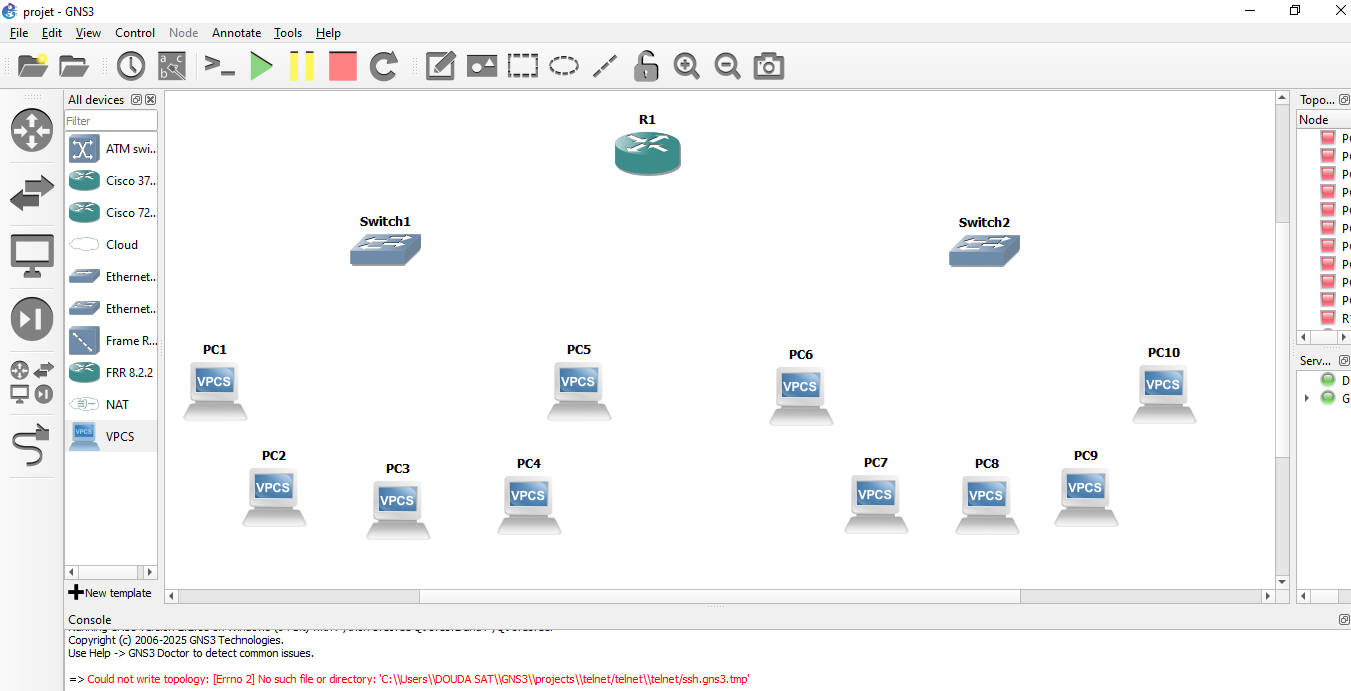 projet - GNS3
File Edit View Control Node Annotate Tools Help
All devices
Filter
ATM swi...
Cisco 37...
Cisco 72...
Cloud
Ethernet...
Ethernet...
Frame R...
FRR 8.2.2
NAT
VPCS
VPCS
New template
R1
Switch1
Switch2
PC1
VPCS
PC5
VPCS
PC6
VPCS
PC10
VPCS
PC2
VPCS
PC3
VPCS
PC4
VPCS
PC7
VPCS
PC8
VPCS
PC9
VPCS
Topo...
Node
R1
Serv...
D
G
Console
Copyright (c) 2006-2025 GNS3 Technologies.
Use Help -> GNS3 Doctor to detect common issues.
=> Could not write topology: [Errno 2] No such file or directory: 'C:\\Users\\DOUDA SAT\\GNS3\\projects\\telnet/telnet\\telnet/ssh.gns3.tmp'